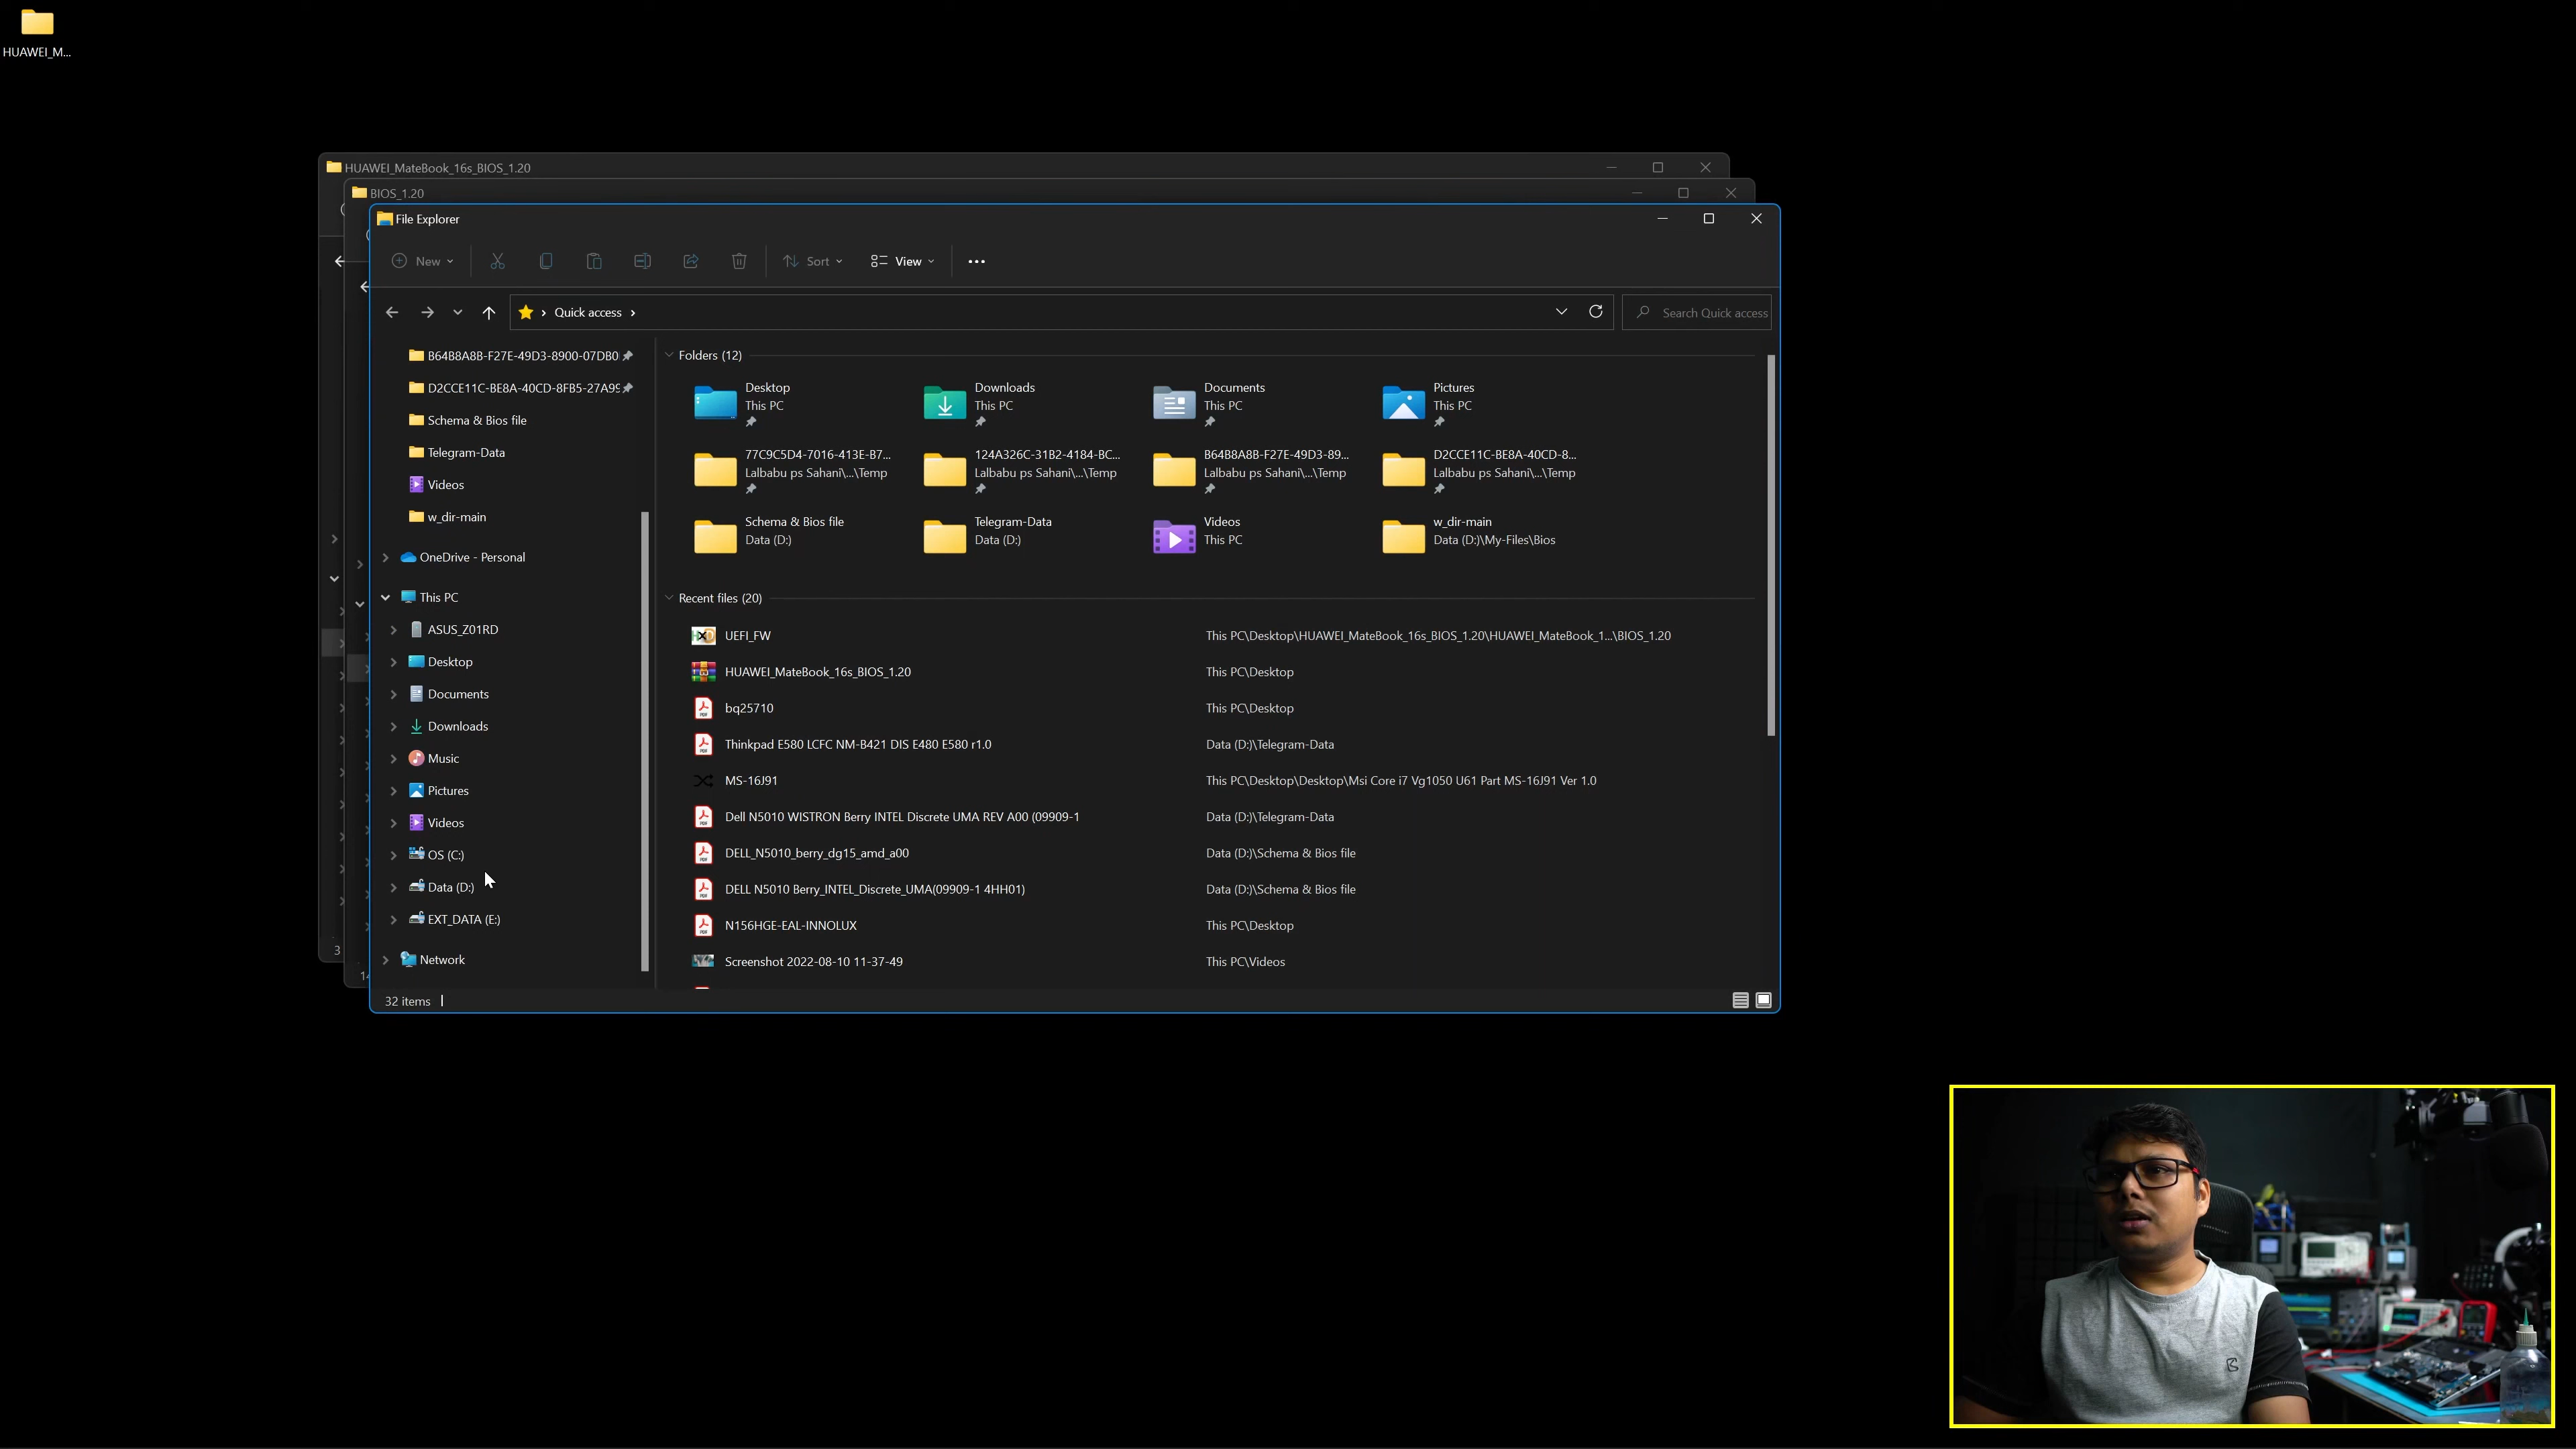 HUAWEI_M...
HUAWEI_MateBook_16s_BIOS_1.20
BIOS_1.20
File Explorer
New
Sort
View
Quick access
Search Quick access
B64B8A8B-F27E-49D3-8900-07DB0
D2CCE11C-BE8A-40CD-8FB5-27A99
Schema & Bios file
Telegram-Data
Videos
w_dir-main
OneDrive - Personal
This PC
ASUS_Z01RD
Desktop
Documents
Downloads
Music
Pictures
Videos
OS (C:)
Data (D:)
EXT_DATA (E:)
Network
Folders (12)
Desktop
This PC
Downloads
This PC
Documents
This PC
Pictures
This PC
77C9C5D4-7016-413E-B7...
Lalbabu ps Sahani\...\Temp
124A326C-31B2-4184-BC...
Lalbabu ps Sahani\...\Temp
B64B8A8B-F27E-49D3-89...
Lalbabu ps Sahani\...\Temp
D2CCE11C-BE8A-40CD-8...
Lalbabu ps Sahani\...\Temp
Schema & Bios file
Data (D:)
Telegram-Data
Data (D:)
Videos
This PC
w_dir-main
Data (D:)\My-Files\Bios
Recent files (20)
UEFI_FW This PC\Desktop\HUAWEI_MateBook_16s_BIOS_1.20\HUAWEI_MateBook_1...\BIOS_1.20
HUAWEI_MateBook_16s_BIOS_1.20 This PC\Desktop
bq25710 This PC\Desktop
Thinkpad E580 LCFC NM-B421 DIS E480 E580 r1.0 Data (D:)\Telegram-Data
MS-16J91 This PC\Desktop\Desktop\Msi Core i7 Vg1050 U61 Part MS-16J91 Ver 1.0
Dell N5010 WISTRON Berry INTEL Discrete UMA REV A00 (09909-1 Data (D:)\Telegram-Data
DELL_N5010_berry_dg15_amd_a00 Data (D:)\Schema & Bios file
DELL N5010 Berry_INTEL_Discrete_UMA(09909-1 4HH01) Data (D:)\Schema & Bios file
N156HGE-EAL-INNOLUX This PC\Desktop
Screenshot 2022-08-10 11-37-49 This PC\Videos
32 items
3
14